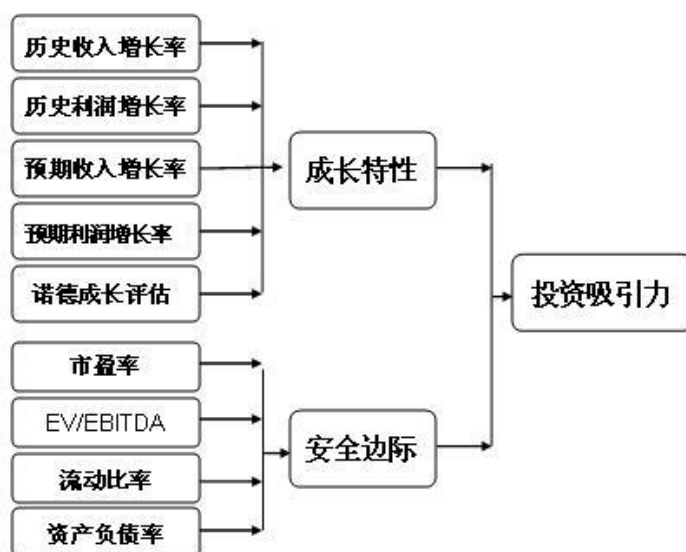 历史收入增长率
历史利润增长率
预期收入增长率
预期利润增长率
诺德成长评估
成长特性
市盈率
EV/EBITDA
流动比率
资产负债率
安全边际
投资吸引力